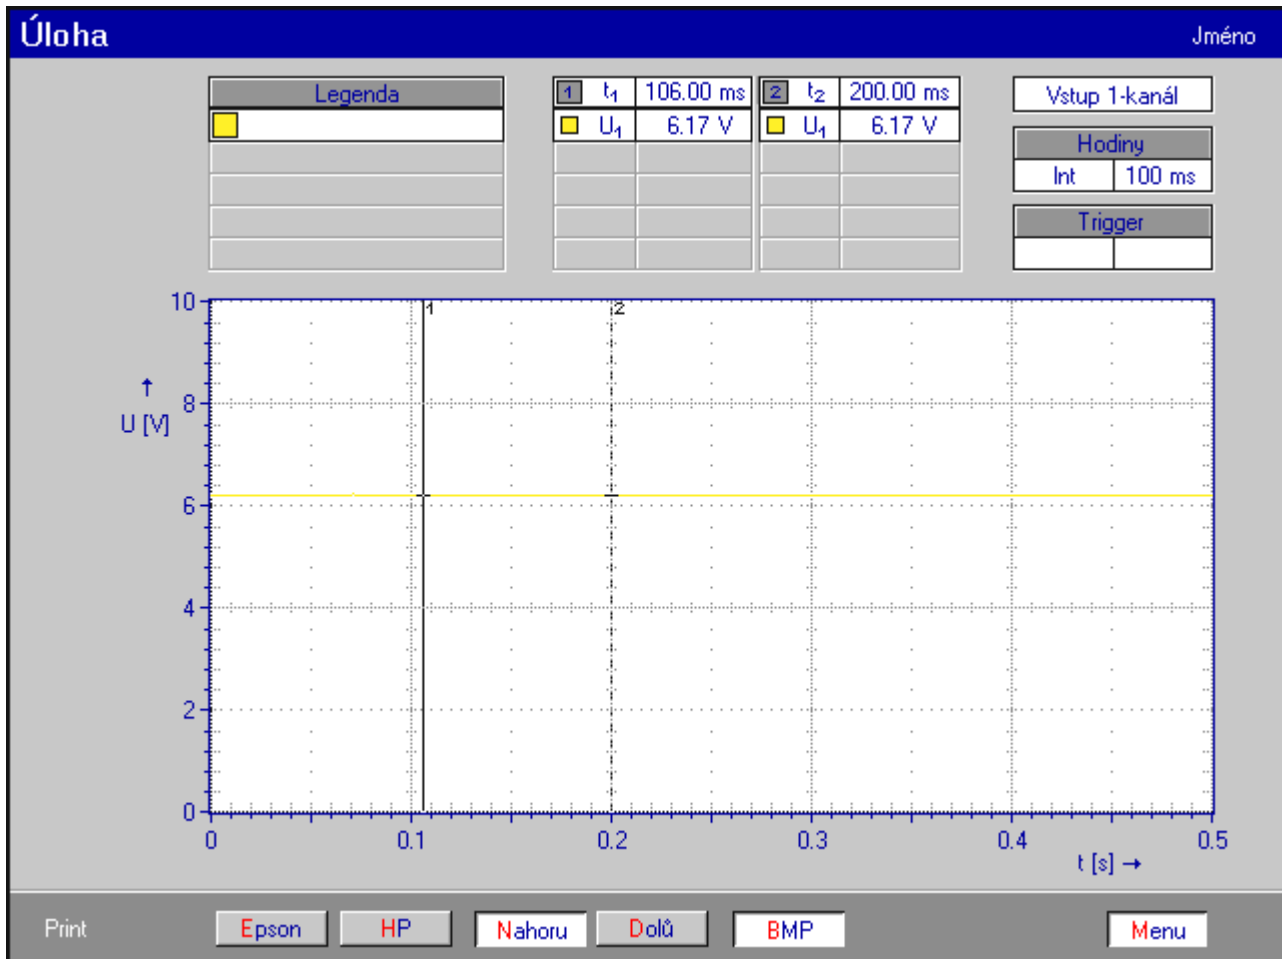 Úloha Jméno
Legenda
1 t1 106.00 ms 2 t2 200.00 ms
U1 6.17 V U1 6.17 V
Vstup 1-kanál
Hodiny
Int 100 ms
Trigger
10
8
6
4
2
0
↑
U [V]
1 2
0 0.1 0.2 0.3 0.4 0.5
t [s] →
Print Epson HP Nahoru Dolů BMP Menu